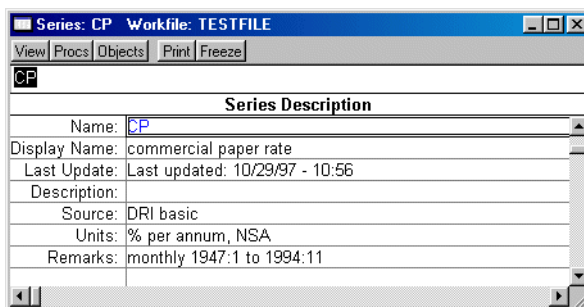 Series: CP Workfile: TESTFILE
View Procs Objects Print Freeze
CP
Series Description
Name: CP
Display Name: commercial paper rate
Last Update: Last updated: 10/29/97 - 10:56
Description:
Source: DRI basic
Units: % per annum, NSA
Remarks: monthly 1947:1 to 1994:11